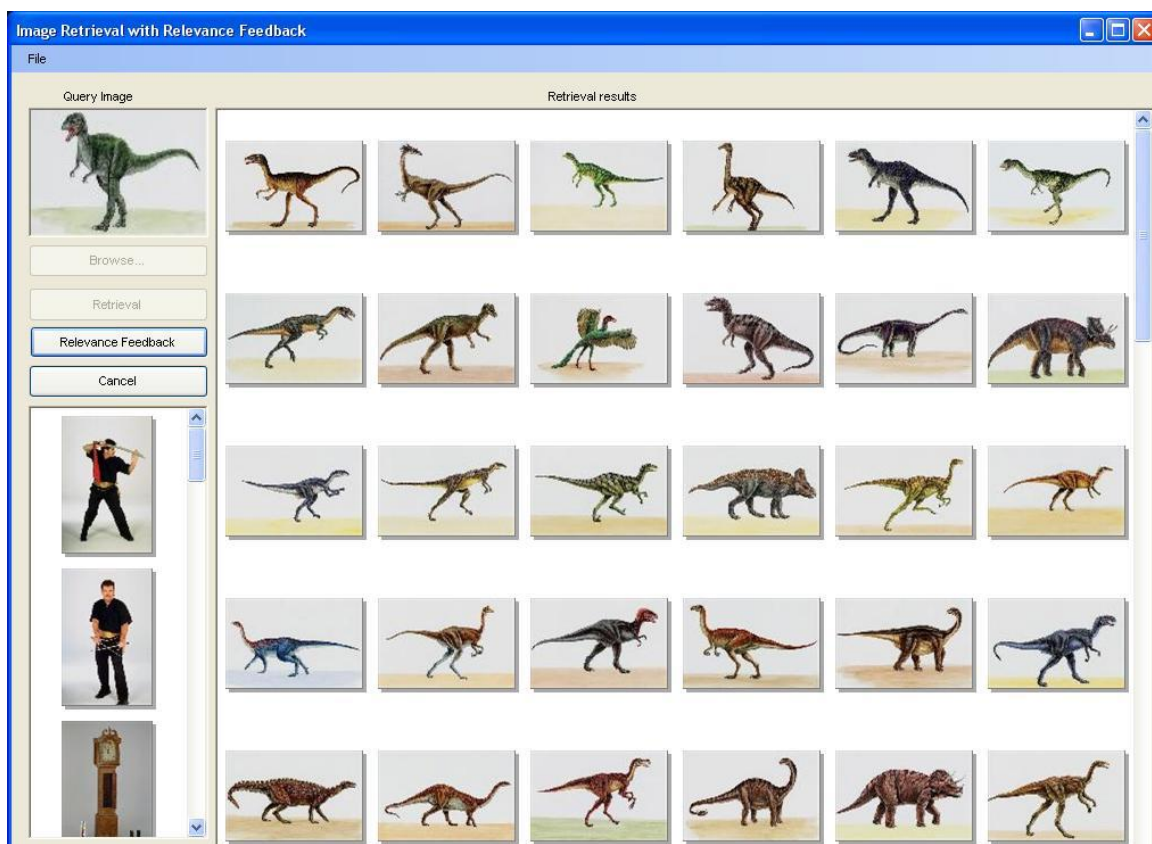 Image Retrieval with Relevance Feedback
File
Query Image
Retrieval results
Browse...
Retrieval
Relevance Feedback
Cancel